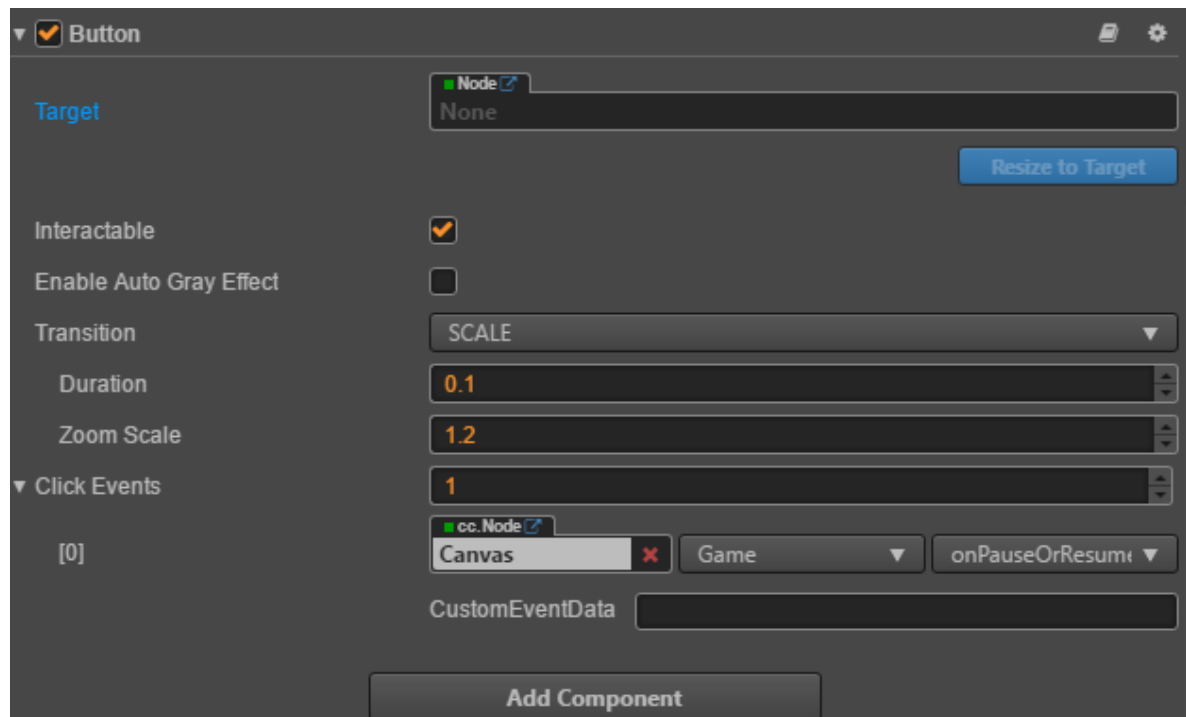 Button
Node
Target
None
Resize to Target
Interactable
Enable Auto Gray Effect
Transition
SCALE
Duration
0.1
Zoom Scale
1.2
Click Events
1
cc.Node
[0]
Canvas
Game
onPauseOrResum
CustomEventData
Add Component